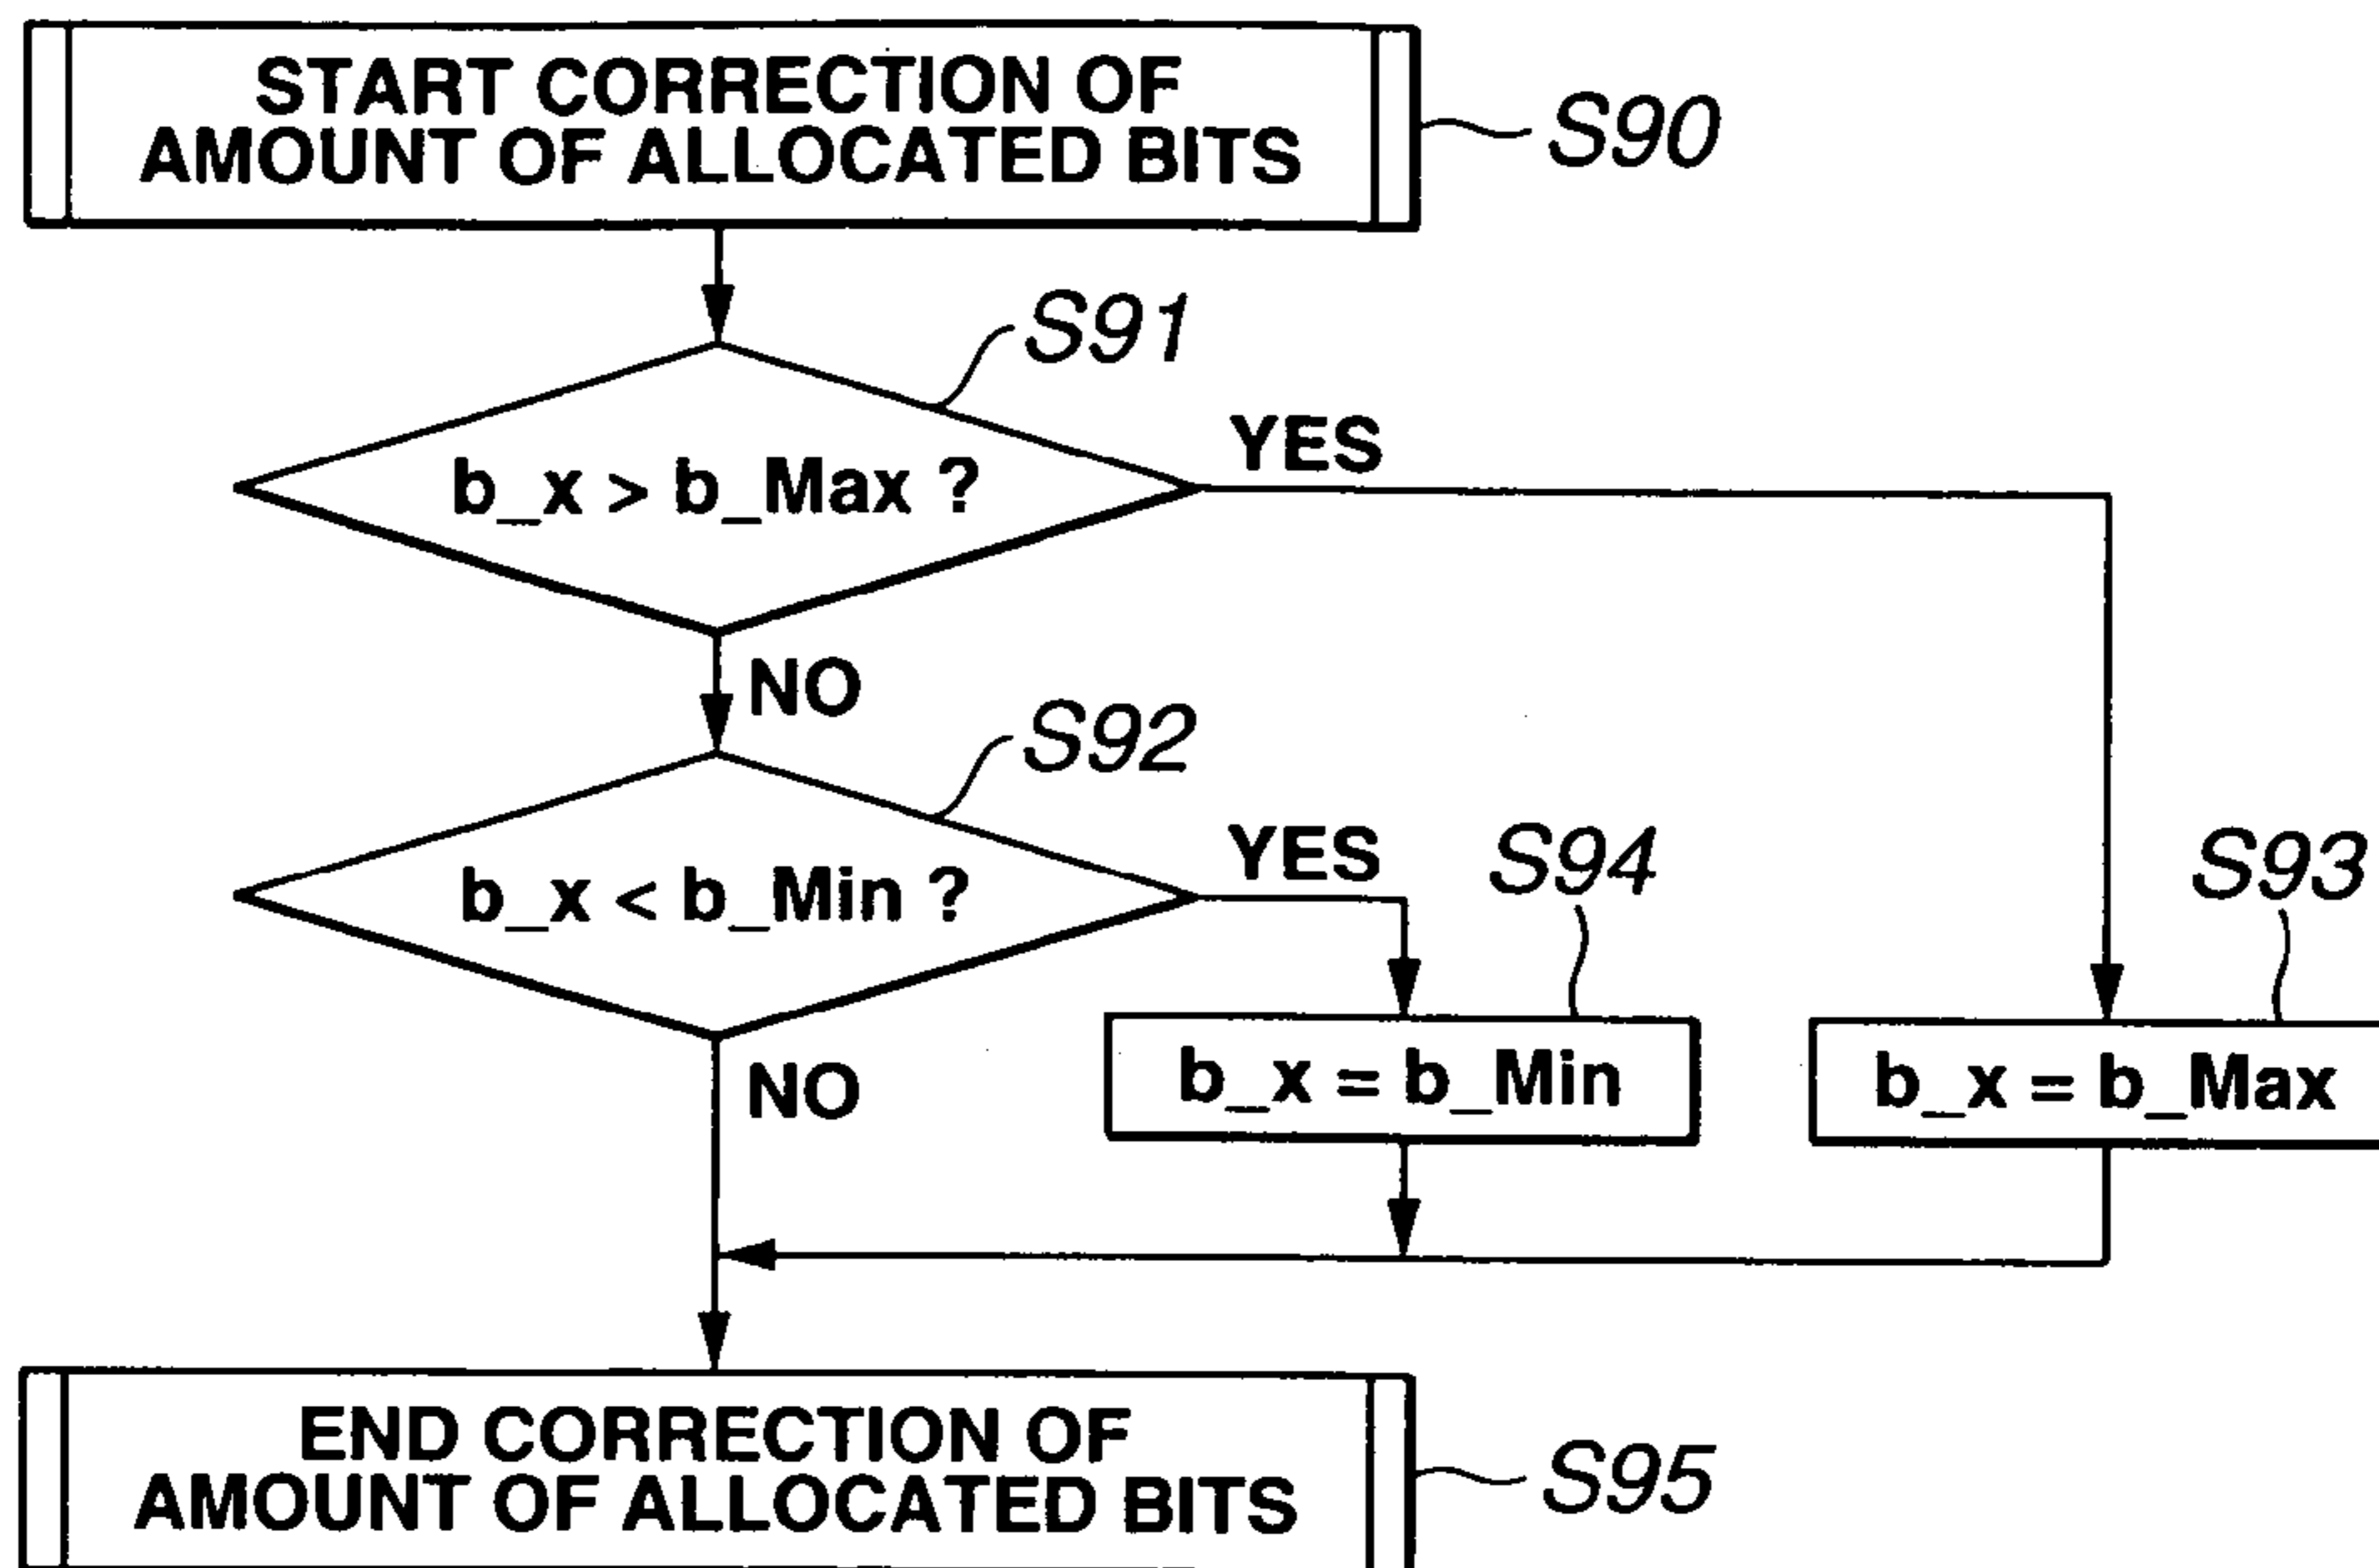 START CORRECTION OF
AMOUNT OF ALLOCATED BITS
S90
S91
b_x > b_Max ?
YES
NO
S92
b_x < b_Min ?
YES
S94
S93
NO
b_x = b_Min
b_x = b_Max
END CORRECTION OF
AMOUNT OF ALLOCATED BITS
S95